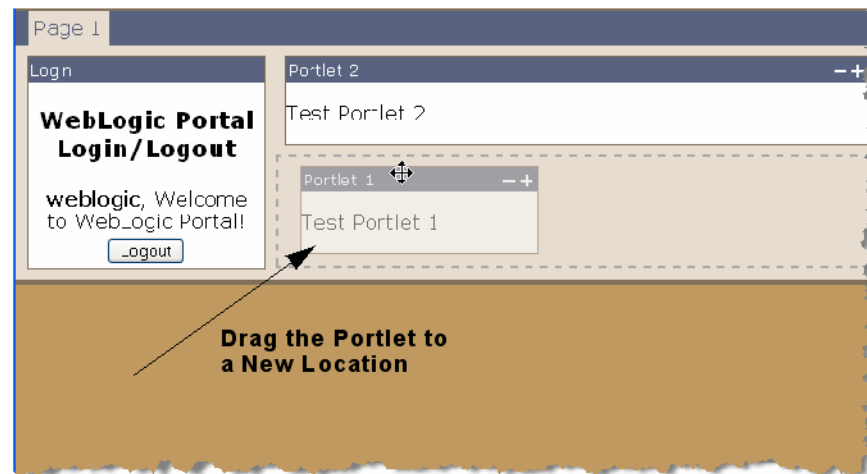 Page 1
Login
WebLogic Portal
Login/Logout
weblogic, Welcome
to WebLogic Portal!
Logout
Portlet 2
Test Portlet 2
Portlet 1
Test Portlet 1
Drag the Portlet to
a New Location